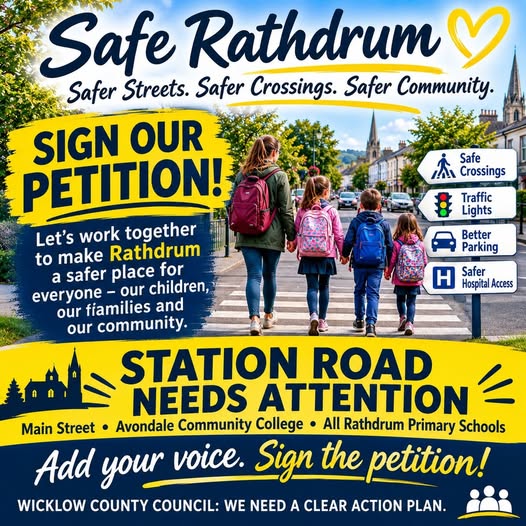 Safe Rathdrum
Safer Streets. Safer Crossings. Safer Community.
SIGN OUR
PETITION!
Let's work together
to make Rathdrum
a safer place for
everyone – our children,
our fíamilies and
our community.
Safe
Crossings
Traffic
Lights
Better
Parking
H
Safer
Hospital Access
STATION ROAD
NEEDS ATTENTION
Main Street • Avondale Community College • All Rathdrum Primary Schools
Add your voice. Sign the petition!
WICKLOW COUNTY COUNCIL: WE NEED A CLEAR ACTION PLAN.